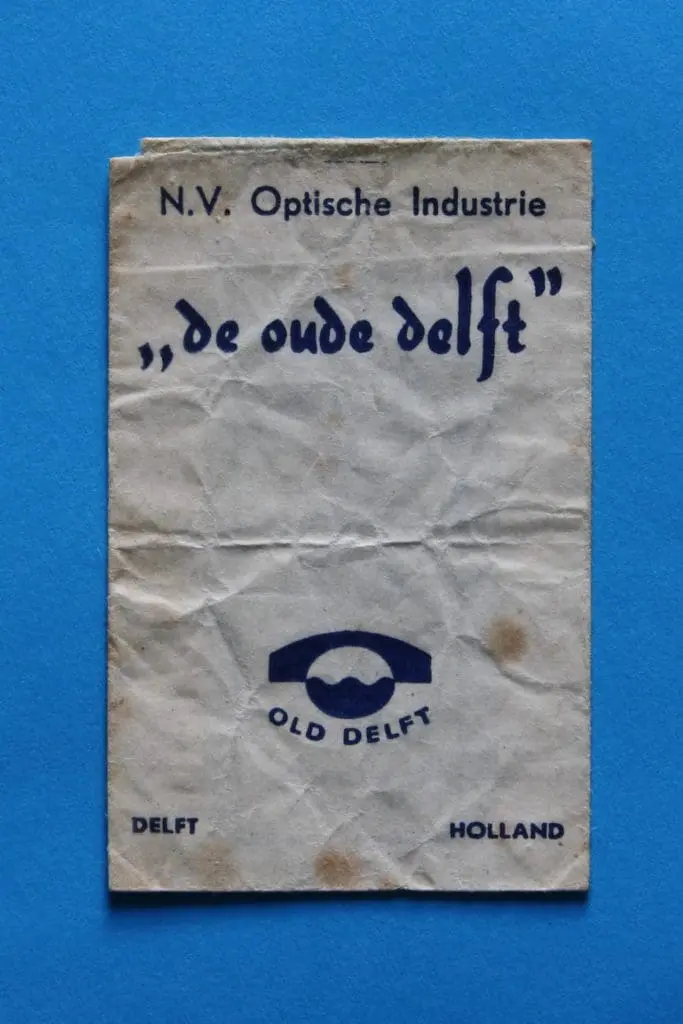 N.V. Optische Industrie
„de oude delft”
OLD DELFT
DELFT HOLLAND